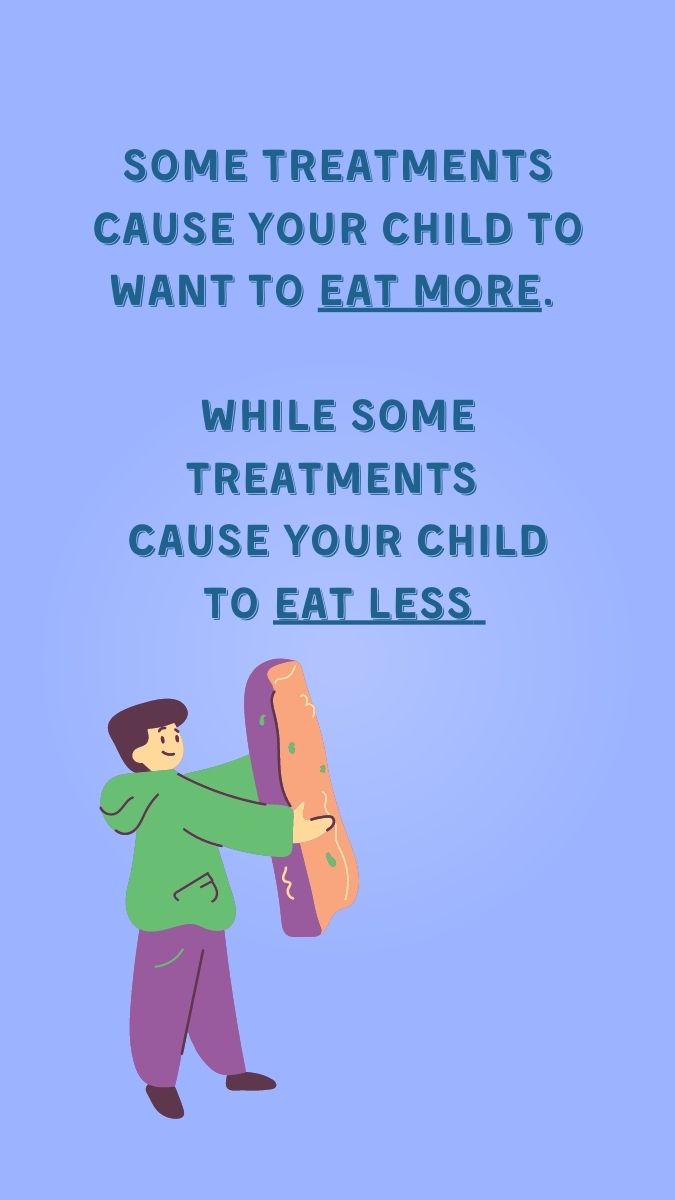 SOME TREATMENTS
CAUSE YOUR CHILD TO
WANT TO EAT MORE.
WHILE SOME
TREATMENTS
CAUSE YOUR CHILD
TO EAT LESS